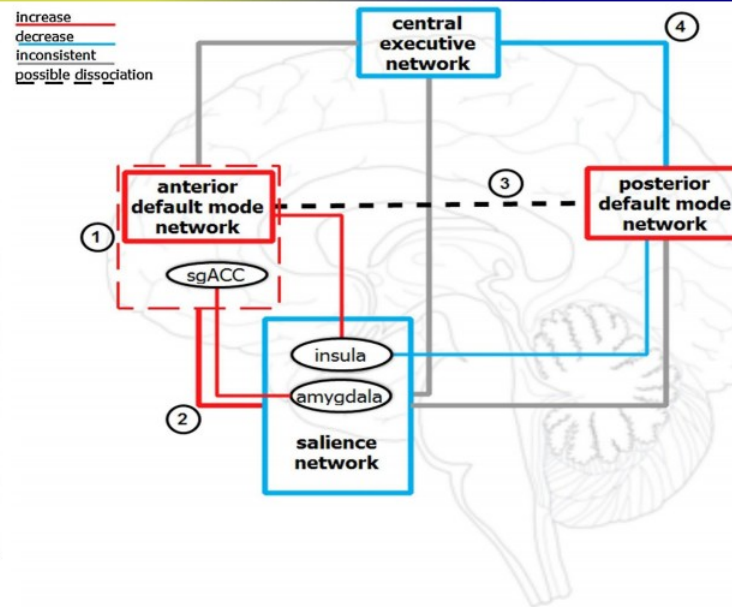 increase
decrease
inconsistent
possible dissociation
central
executive
network
4
anterior
default mode
network
3
posterior
default mode
network
1
sgACC
insula
amygdala
2
salience
network